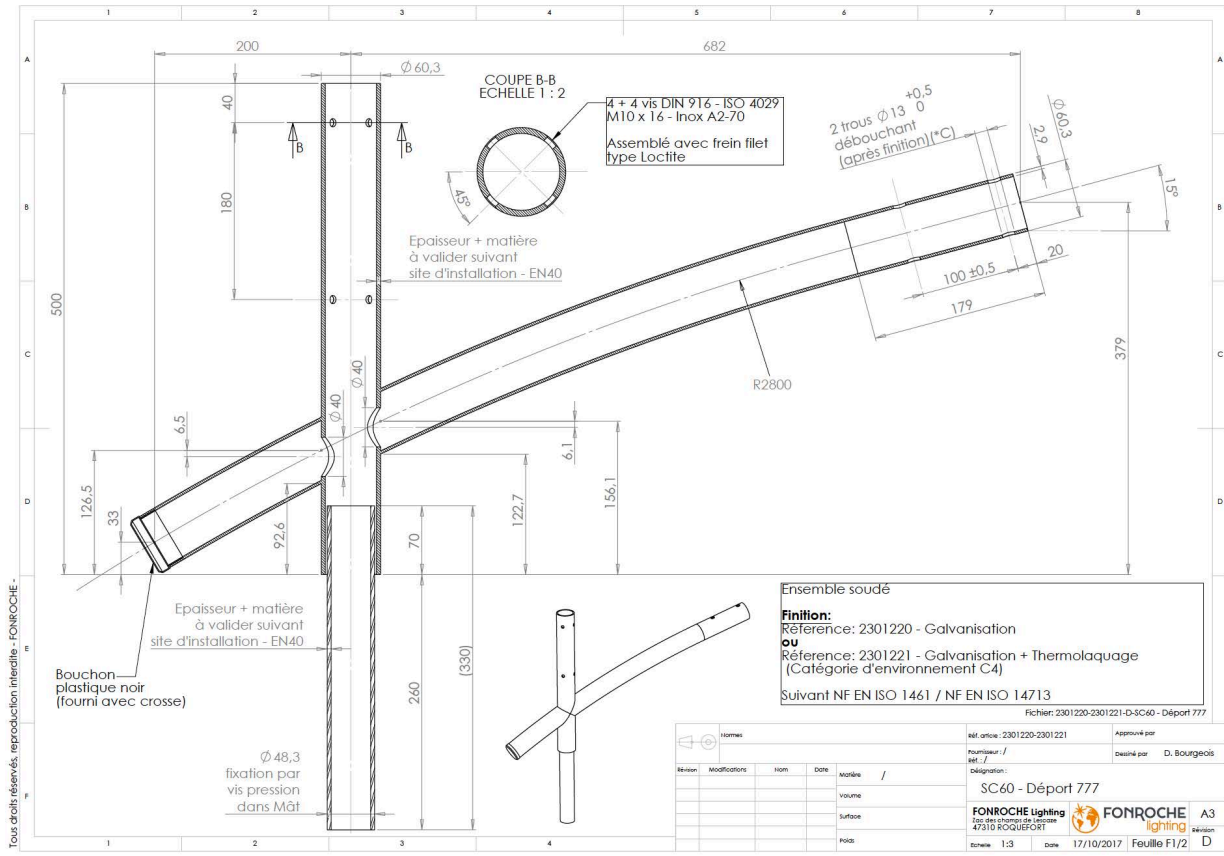 1 2 3 4 5 6 7 8
A
B
C
D
E
F
A
B
C
D
200
682
Ø 60,3
COUPE B-B
ECHELLE 1 : 2
4 + 4 vis DIN 916 - ISO 4029
M10 x 16 - Inox A2-70
Assemblé avec frein filet
type Loctite
2 trous Ø 13 +0,5 0
débouchant
(après finition)(*C)
2,9
Ø 60,3
15°
40
B
B
180
500
45°
Epaisseur + matière
à valider suivant
site d'installation - EN40
100 ±0,5
20
179
379
R2800
Ø 40
Ø 40
6,5
6,1
126,5
33
92,6
70
122,7
156,1
Epaisseur + matière
à valider suivant
site d'installation - EN40
(330)
260
Bouchon
plastique noir
(fourni avec crosse)
Ø 48,3
fixation par
vis pression
dans Mât
Tous droits réservés, reproduction interdite - FONROCHE -
Ensemble soudé
Finition:
Réference: 2301220 - Galvanisation
ou
Réference: 2301221 - Galvanisation + Thermolaquage
(Catégorie d'environnement C4)
Suivant NF EN ISO 1461 / NF EN ISO 14713
Fichier: 2301220-2301221-D-SC60 - Déport 777
Normes
Réf. article : 2301220-2301221
Approuvé par
Fournisseur : /
Réf. : /
Dessiné par D. Bourgeois
Révision Modifications Nom Date
Matière /
Désignation :
SC60 - Déport 777
Volume
Surface
Poids
FONROCHE Lighting
Zac des champs de Lescaze
47310 ROQUEFORT
FONROCHE
lighting
A3
Révision
D
Echelle 1:3 Date 17/10/2017 Feuille F1/2
1 2 3 4